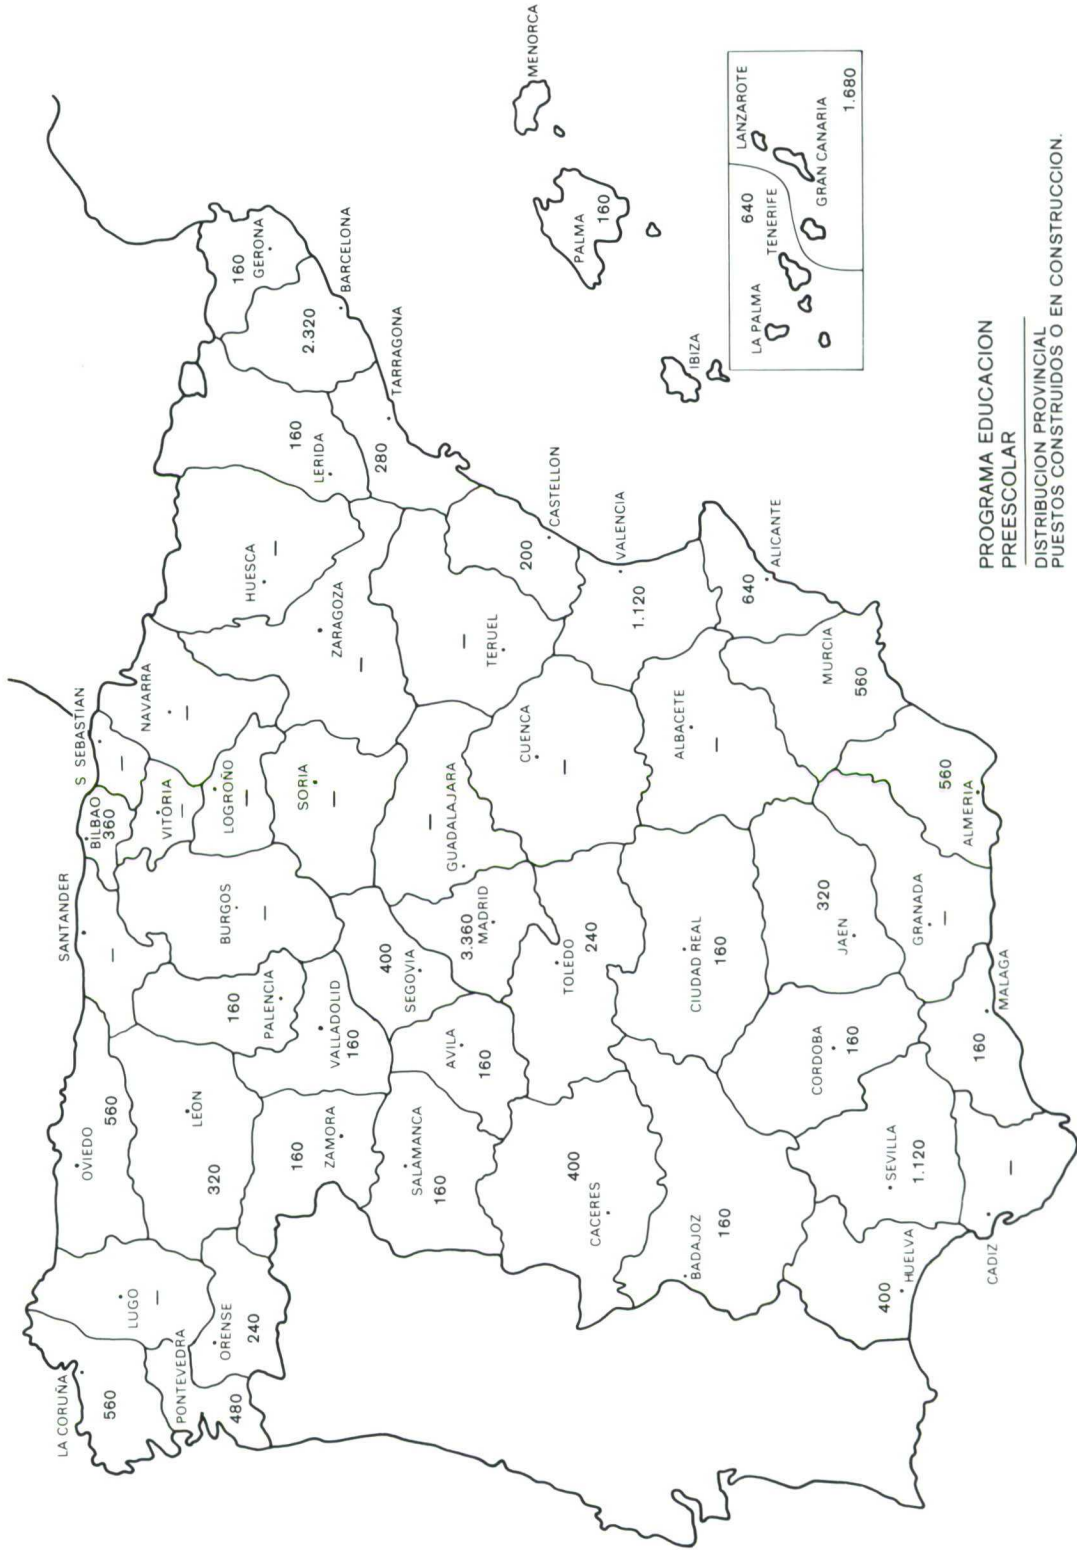 LA CORUÑA
560
LUGO
—
PONTEVEDRA
480
ORENSE
240
OVIEDO
560
LEON
320
ZAMORA
160
SANTANDER
—
PALENCIA
160
BURGOS
—
VALLADOLID
160
BILBAO
360
S SEBASTIAN
—
VITORIA
—
NAVARRA
—
LOGROÑO
—
SORIA
—
HUESCA
—
ZARAGOZA
—
TERUEL
—
160
LERIDA
160
GERONA
2.320
BARCELONA
280
TARRAGONA
SALAMANCA
160
AVILA
160
400
SEGOVIA
3.360
MADRID
GUADALAJARA
—
CUENCA
—
TOLEDO
240
400
CACERES
BADAJOZ
160
CIUDAD REAL
160
ALBACETE
—
200
CASTELLON
VALENCIA
1.120
640
ALICANTE
MURCIA
560
HUELVA
400
SEVILLA
1.120
CORDOBA
160
320
JAEN
GRANADA
—
560
ALMERIA
160
MALAGA
—
CADIZ
MENORCA
PALMA
160
IBIZA
LA PALMA
640
TENERIFE
LANZAROTE
GRAN CANARIA
1.680
PROGRAMA EDUCACION
PREESCOLAR
DISTRIBUCION PROVINCIAL
PUESTOS CONSTRUIDOS O EN CONSTRUCCION.